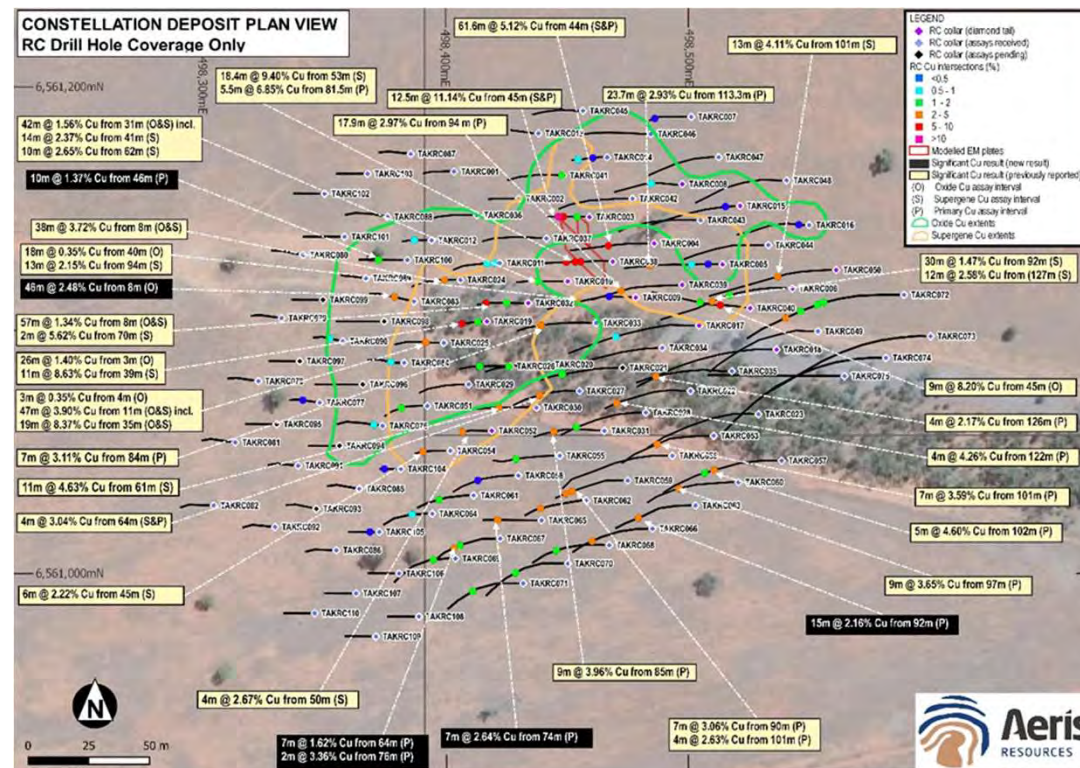 CONSTELLATION DEPOSIT PLAN VIEW
RC Drill Hole Coverage Only
61.6m @ 5.12% Cu from 44m (S&P)
13m @ 4.11% Cu from 101m (S)
18.4m @ 9.40% Cu from 53m (S)
5.5m @ 6.85% Cu from 81.5m (P)
12.5m @ 11.14% Cu from 45m (S&P)
23.7m @ 2.93% Cu from 113.3m (P)
17.9m @ 2.97% Cu from 94 m (P)
42m @ 1.56% Cu from 31m (O&S) incl.
14m @ 2.37% Cu from 41m (S)
10m @ 2.65% Cu from 62m (S)
10m @ 1.37% Cu from 46m (P)
38m @ 3.72% Cu from 8m (O&S)
18m @ 0.35% Cu from 40m (O)
13m @ 2.15% Cu from 94m (S)
46m @ 2.48% Cu from 8m (O)
57m @ 1.34% Cu from 8m (O&S)
2m @ 5.62% Cu from 70m (S)
26m @ 1.40% Cu from 3m (O)
11m @ 8.63% Cu from 39m (S)
3m @ 0.35% Cu from 4m (O)
47m @ 3.90% Cu from 11m (O&S) incl.
19m @ 8.37% Cu from 35m (O)
7m @ 3.11% Cu from 84m (P)
11m @ 4.63% Cu from 61m (S)
4m @ 3.04% Cu from 64m (S&P)
6m @ 2.22% Cu from 45m (S)
4m @ 2.67% Cu from 50m (S)
7m @ 1.62% Cu from 64m (P)
2m @ 3.36% Cu from 76m (P)
7m @ 2.64% Cu from 74m (P)
9m @ 3.96% Cu from 85m (P)
7m @ 3.06% Cu from 90m (P)
4m @ 2.63% Cu from 101m (P)
15m @ 2.16% Cu from 92m (P)
9m @ 3.65% Cu from 97m (P)
5m @ 4.60% Cu from 102m (P)
7m @ 3.59% Cu from 101m (P)
4m @ 4.26% Cu from 122m (P)
4m @ 2.17% Cu from 126m (P)
9m @ 8.20% Cu from 45m (O)
30m @ 1.47% Cu from 92m (S)
12m @ 2.58% Cu from (127m) (S)
LEGEND
RC collar (diamond tail)
RC collar (assays received)
RC collar (assays pending)
RC Cu intersections (%)
<0.5
0.5 - 1
1 - 2
2 - 5
5 - 10
>10
Modelled EM plates
Significant Cu result (new result)
Significant Cu result (previously reported)
(O) Oxide Cu assay interval
(S) Supergene Cu assay interval
(P) Primary Cu assay interval
Oxide Cu extents
Supergene Cu extents
6,561,200mN
6,561,000mN
498,300mE
498,400mE
498,500mE
TAKRC045
TAKRC007
TAKRC046
TAKRC087
TAKRC014
TAKRC047
TAKRC041
TAKRC008
TAKRC048
TAKRC102
TAKRC002
TAKRC042
TAKRC015
TAKRC088
TAKRC036
TAKRC003
TAKRC043
TAKRC016
TAKRC101
TAKRC012
TAKRC037
TAKRC004
TAKRC044
TAKRC100
TAKRC011
TAKRC005
TAKRC050
TAKRC024
TAKRC039
TAKRC072
TAKRC099
TAKRC083
TAKRC032
TAKRC009
TAKRC040
TAKRC098
TAKRC019
TAKRC033
TAKRC017
TAKRC049
TAKRC073
TAKRC025
TAKRC034
TAKRC018
TAKRC074
TAKRC097
TAKRC020
TAKRC021
TAKRC035
TAKRC075
TAKRC096
TAKRC029
TAKRC027
TAKRC077
TAKRC051
TAKRC030
TAKRC023
TAKRC095
TAKRC052
TAKRC031
TAKRC053
TAKRC081
TAKRC094
TAKRC054
TAKRC055
TAKRC057
TAKRC104
TAKRC058
TAKRC059
TAKRC060
TAKRC085
TAKRC061
TAKRC062
TAKRC082
TAKRC093
TAKRC064
TAKRC065
TAKRC066
TAKRC092
TAKRC105
TAKRC067
TAKRC068
TAKRC086
TAKRC070
TAKRC106
TAKRC071
TAKRC107
TAKRC110
TAKRC108
TAKRC109
N
0 25 50 m
Aeris
RESOURCES